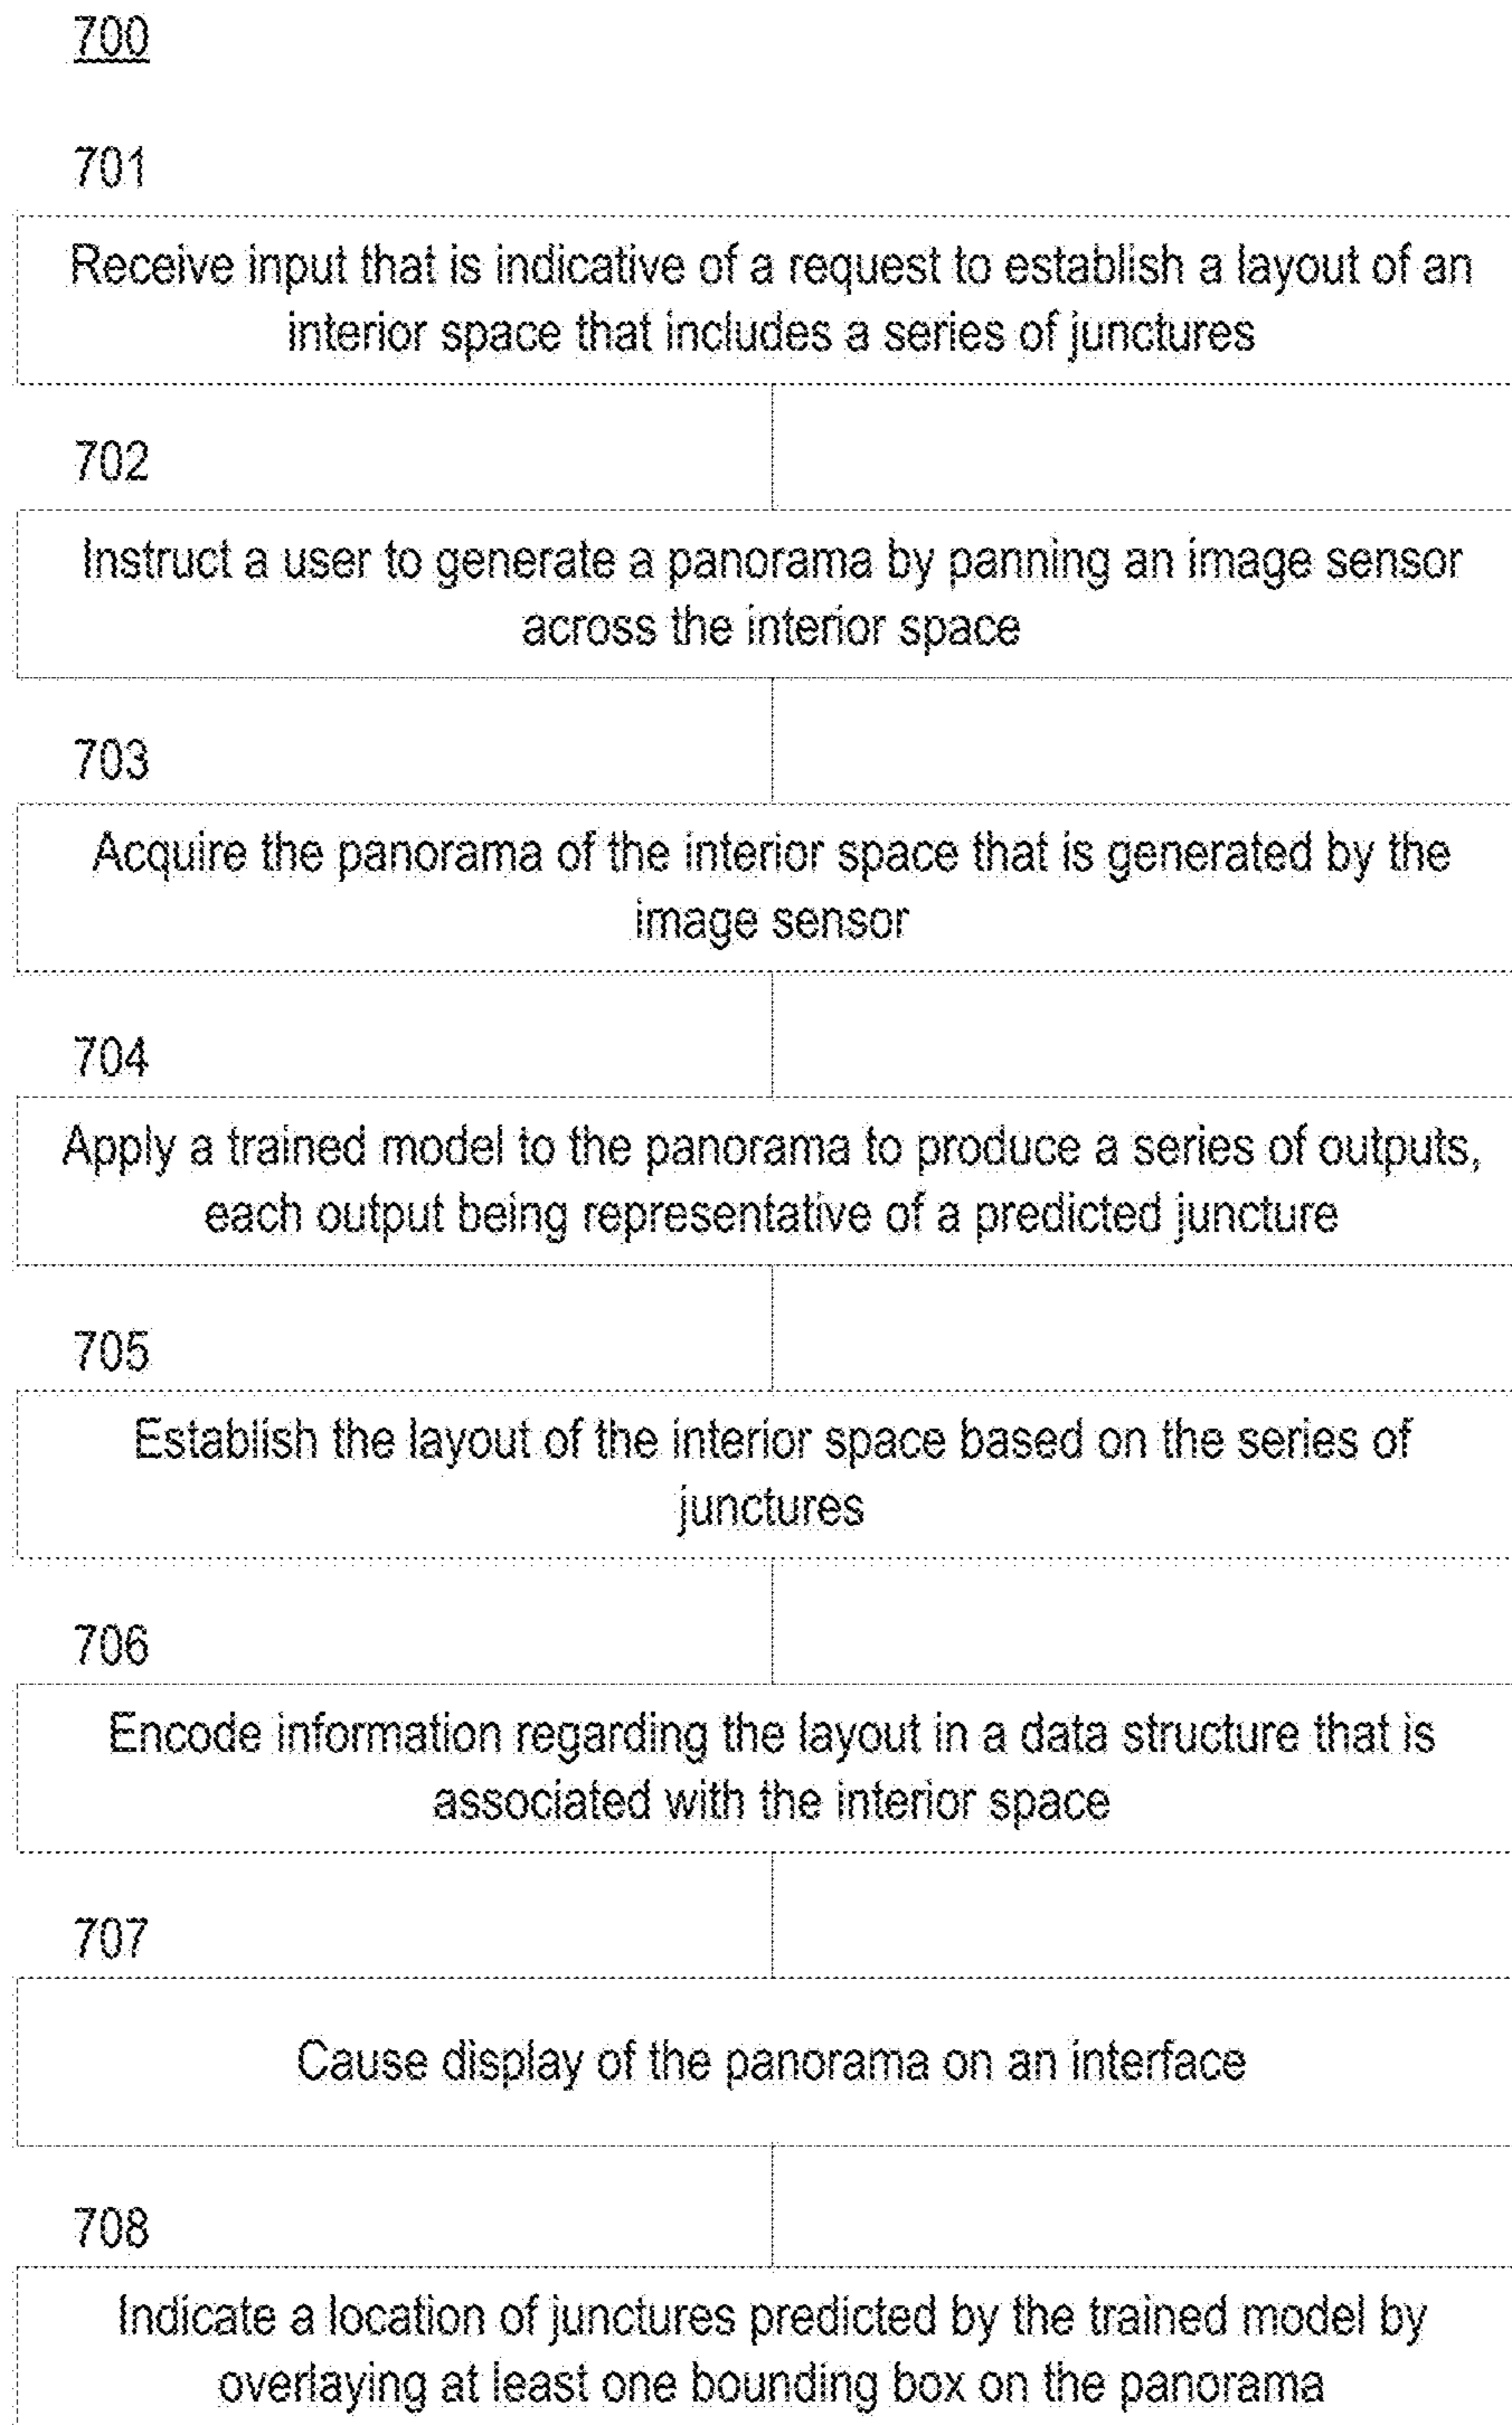 700
701
Receive input that is indicative of a request to establish a layout of an
interior space that includes a series of junctures
702
Instruct a user to generate a panorama by panning an image sensor
across the interior space
703
Acquire the panorama of the interior space that is generated by the
image sensor
704
Apply a trained model to the panorama to produce a series of outputs,
each output being representative of a predicted juncture
705
Establish the layout of the interior space based on the series of
junctures
706
Encode information regarding the layout in a data structure that is
associated with the interior space
707
Cause display of the panorama on an interface
708
Indicate a location of junctures predicted by the trained model by
overlaying at least one bounding box on the panorama